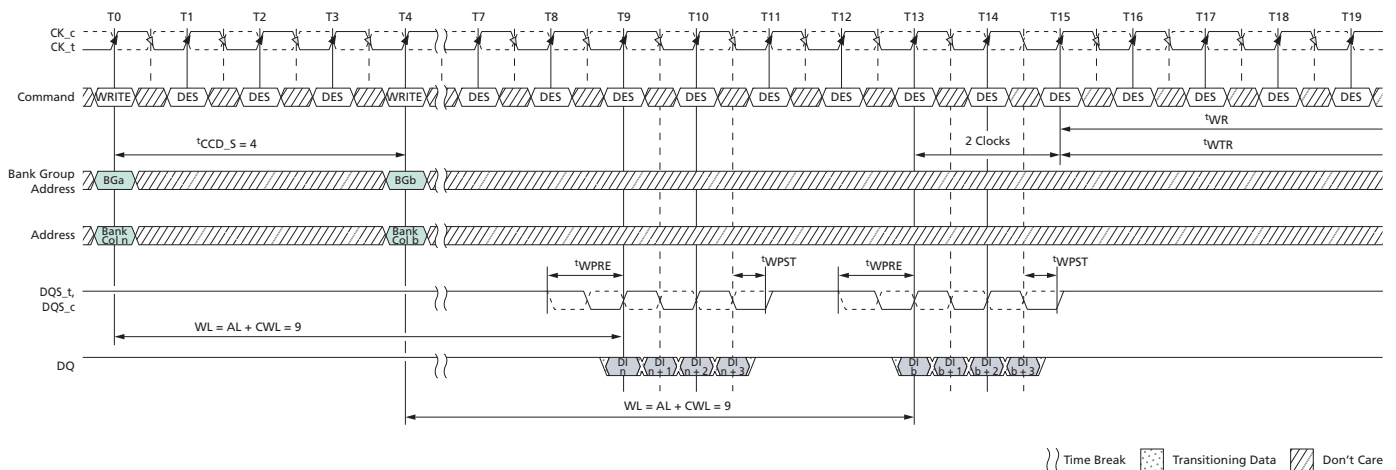 T0 T1 T2 T3 T4 T7 T8 T9 T10 T11 T12 T13 T14 T15 T16 T17 T18 T19
CK_c
CK_t
Command WRITE DES DES DES WRITE DES DES DES DES DES DES DES DES DES DES DES DES DES
tWR
tCCD_S = 4 2 Clocks tWTR
Bank Group
Address BGa BGb
Address Bank
Col n Bank
Col b
tWPRE tWPST tWPRE tWPST
DQS_t,
DQS_c
WL = AL + CWL = 9
DQ DI
n DI
n + 1 DI
n + 2 DI
n + 3 DI
b DI
b + 1 DI
b + 2 DI
b + 3
WL = AL + CWL = 9
Time Break Transitioning Data Don't Care